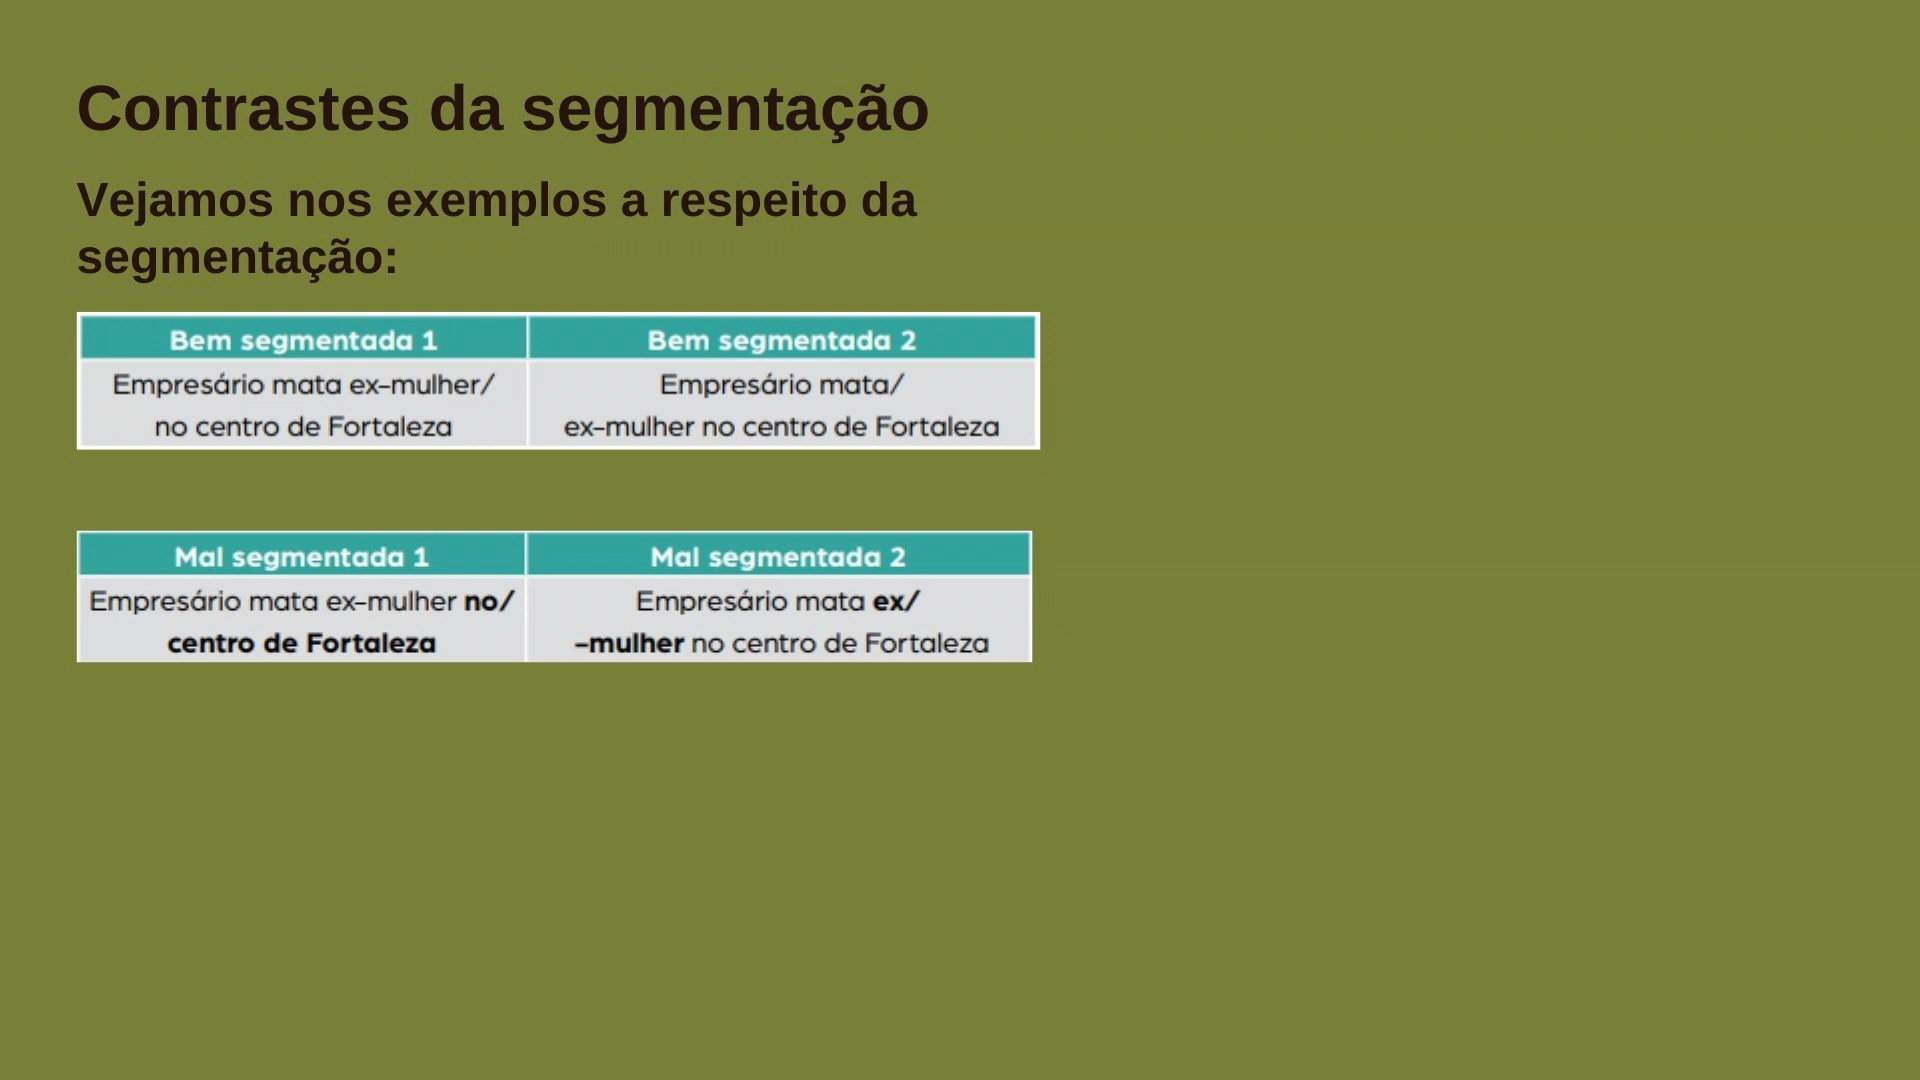 Contrastes da segmentação
Vejamos nos exemplos a respeito da
segmentação:
Bem segmentada 1
Bem segmentada 2
Empresário mata ex-mulher/
no centro de Fortaleza
Empresário mata/
ex-mulher no centro de Fortaleza
Mal segmentada 1
Mal segmentada 2
Empresário mata ex-mulher no/
centro de Fortaleza
Empresário mata ex/
-mulher no centro de Fortaleza